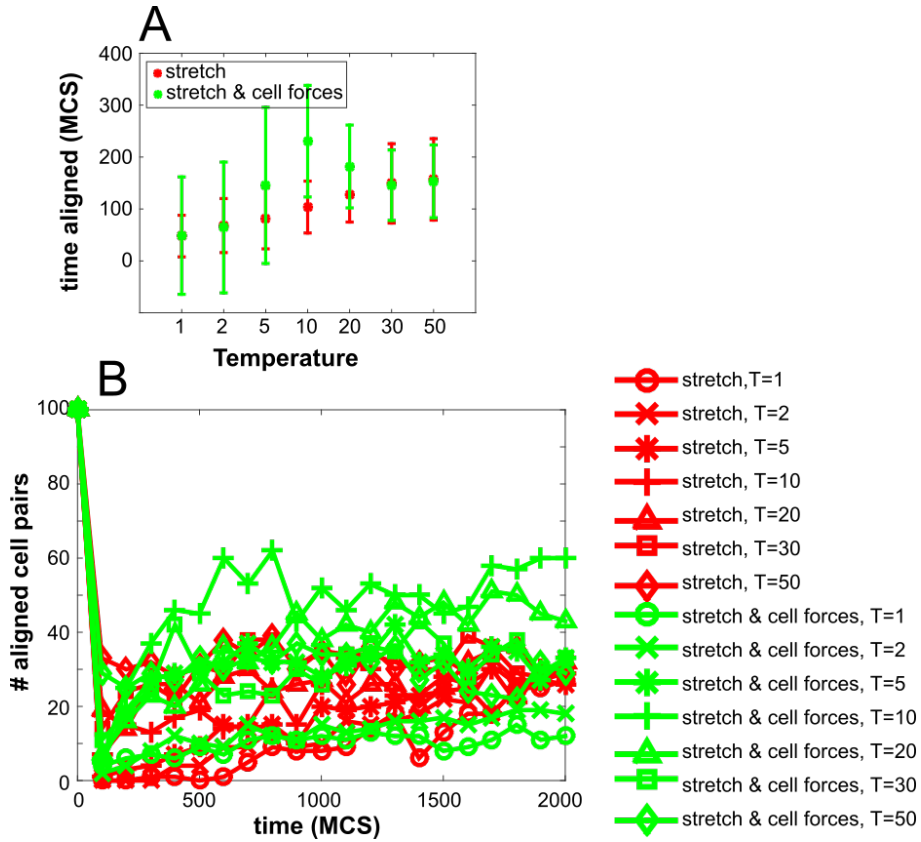 A
400
300
200
100
0
time aligned (MCS)
stretch
stretch & cell forces
1 2 5 10 20 30 50
Temperature
B
100
80
60
40
20
0
# aligned cell pairs
0 500 1000 1500 2000
time (MCS)
stretch,T=1
stretch, T=2
stretch, T=5
stretch, T=10
stretch, T=20
stretch, T=30
stretch, T=50
stretch & cell forces, T=1
stretch & cell forces, T=2
stretch & cell forces, T=5
stretch & cell forces, T=10
stretch & cell forces, T=20
stretch & cell forces, T=30
stretch & cell forces, T=50